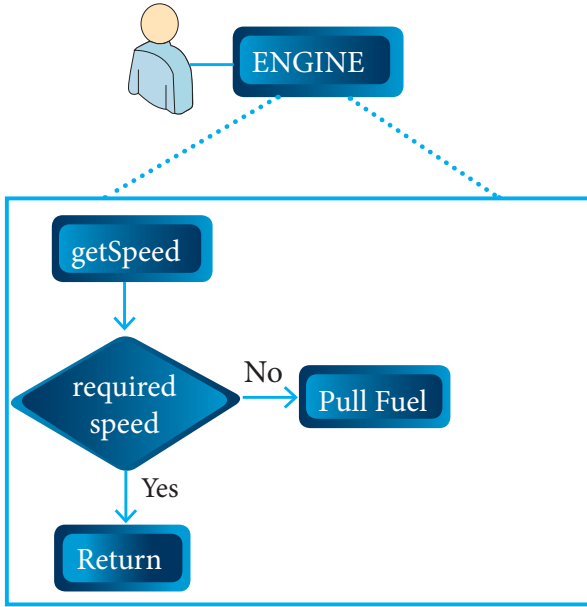 ENGINE
getSpeed
required
speed
No
Pull Fuel
Yes
Return